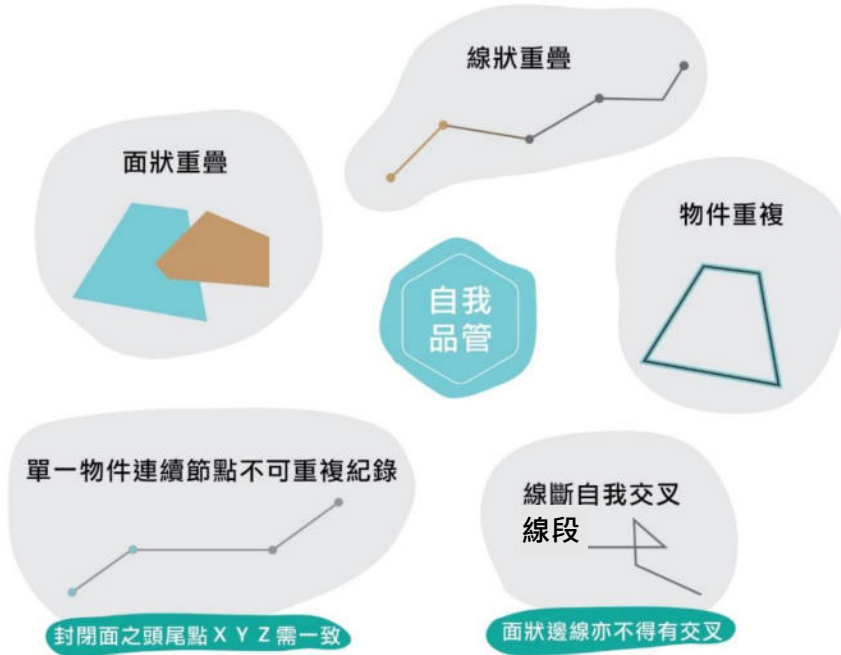 線狀重疊
面狀重疊
物件重複
自我
品管
單一物件連續節點不可重複紀錄
封閉面之頭尾點XYZ需一致
線斷自我交叉
線段
面狀邊線亦不得有交叉